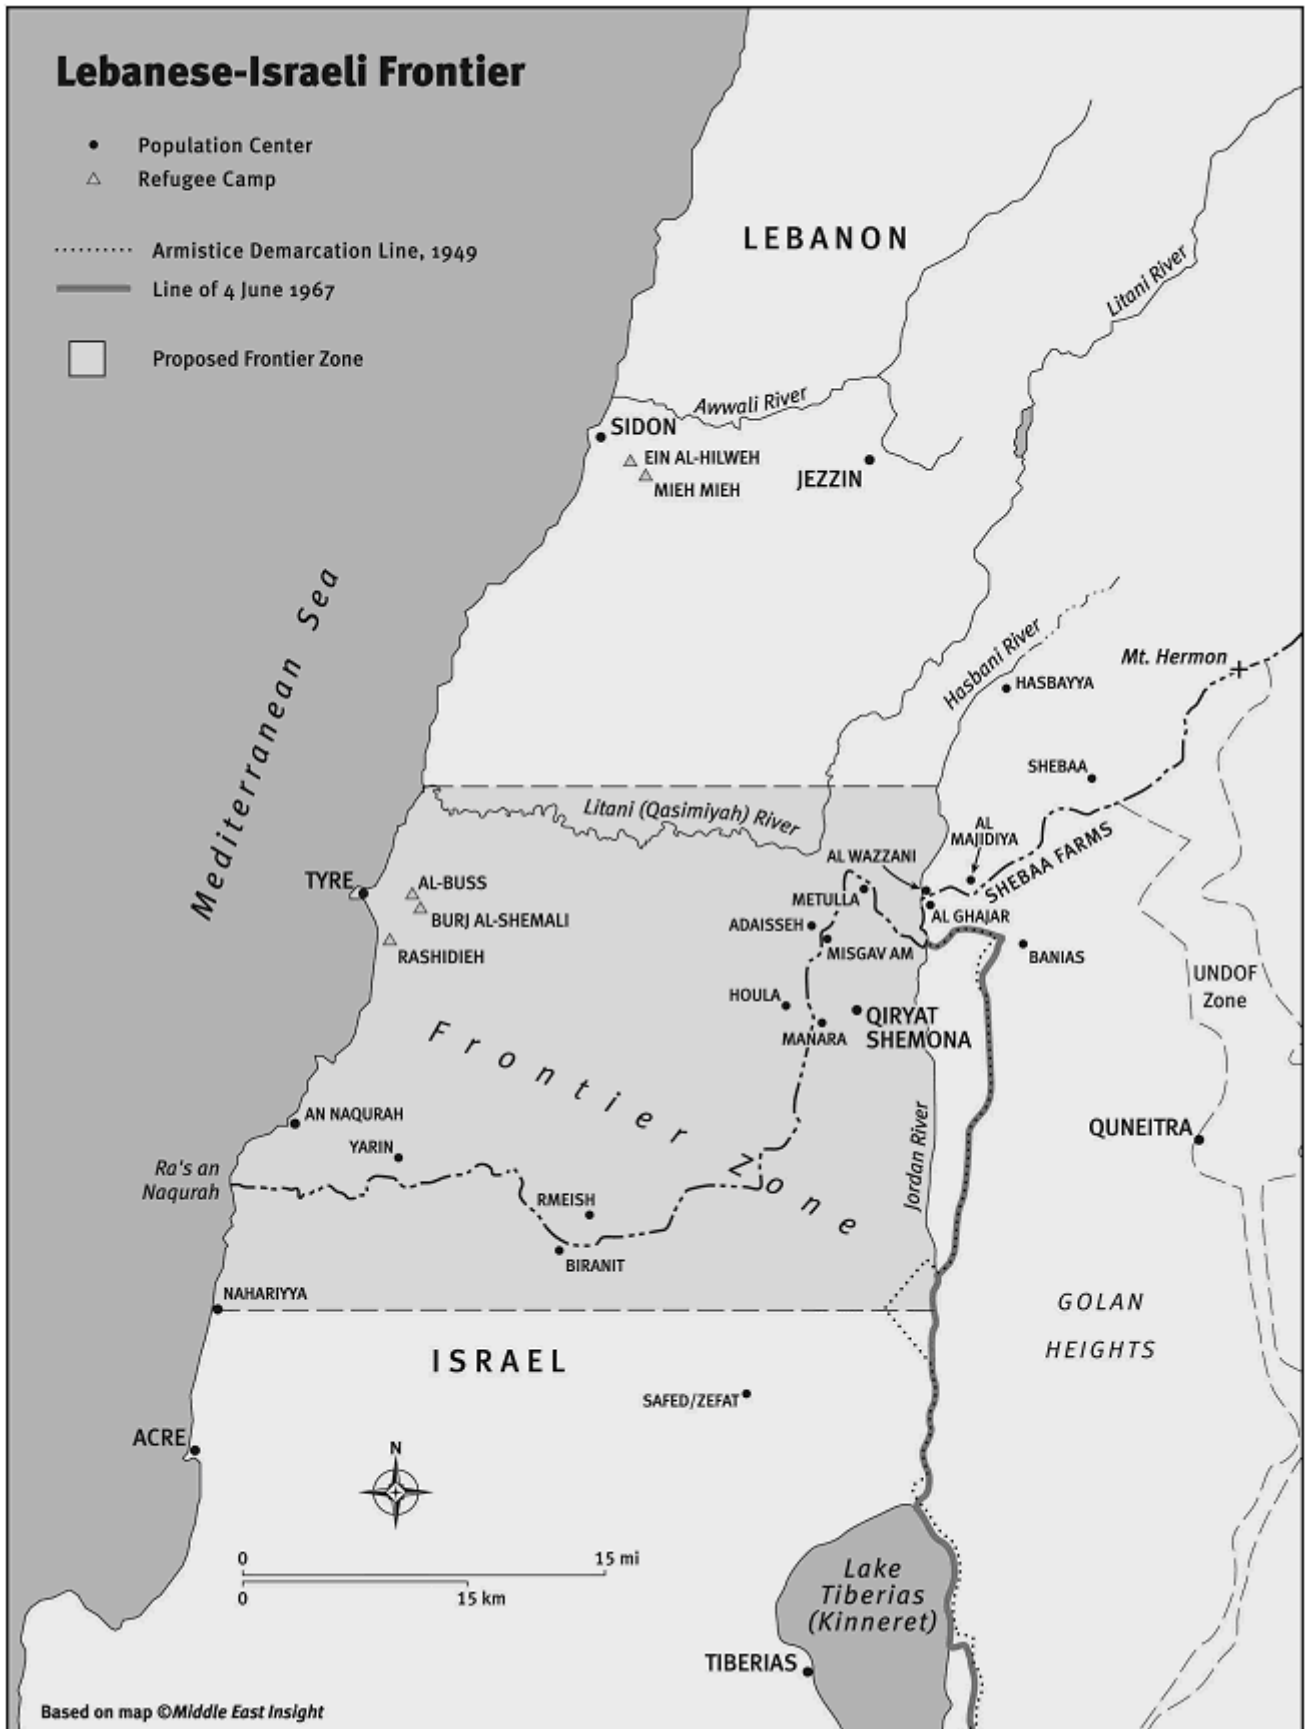 Lebanese-Israeli Frontier
Population Center
Refugee Camp
Armistice Demarcation Line, 1949
Line of 4 June 1967
Proposed Frontier Zone
LEBANON
Litani River
Awwali River
SIDON
EIN AL-HILWEH
MIEH MIEH
JEZZIN
Mediterranean Sea
Hasbani River
Mt. Hermon
HASBAYYA
SHEBAA
Litani (Qasimiyah) River
AL
MAJIDIYA
SHEBAA FARMS
AL WAZZANI
TYRE
AL-BUSS
METULLA
BURJ AL-SHEMALI
ADAISSEH
AL GHAJAR
RASHIDIEH
MISGAV AM
BANIAS
UNDOF
Zone
HOULA
QIRYAT
SHEMONA
MANARA
Frontier Zone
AN NAQURAH
YARIN
Jordan River
QUNEITRA
Ra's an
Naqurah
RMEISH
BIRANIT
NAHARIYYA
GOLAN
HEIGHTS
ISRAEL
SAFED/ZEFAT
ACRE
N
0 15 mi
0 15 km
Lake
Tiberias
(Kinneret)
TIBERIAS
Based on map ©Middle East Insight